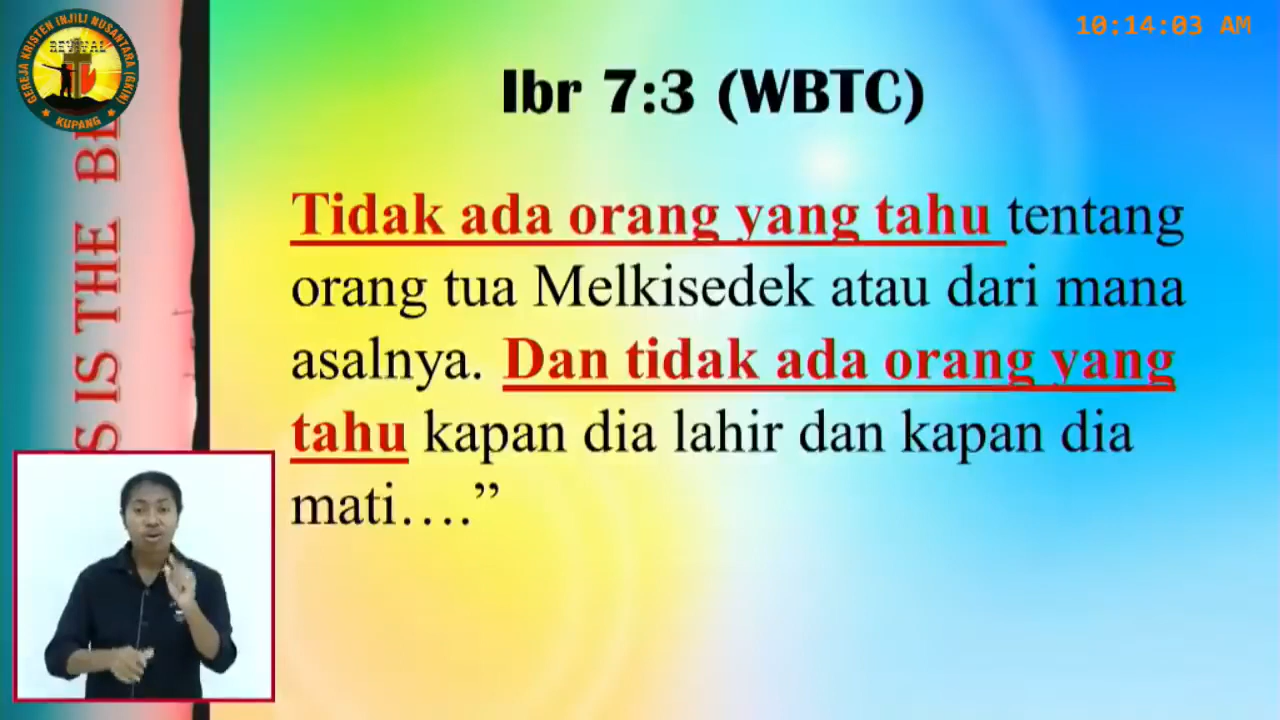 GEREJA KRISTEN INJILI NUSANTARA (GKIN)
REVIVAL
KUPANG
10:14:03 AM
S IS THE
Ibr 7:3 (WBTC)
Tidak ada orang yang tahu tentang
orang tua Melkisedek atau dari mana
asalnya. Dan tidak ada orang yang
tahu kapan dia lahir dan kapan dia
mati….”